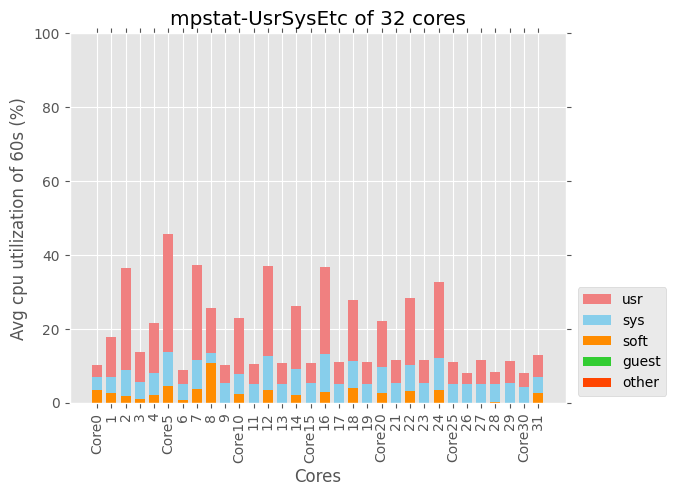 mpstat-UsrSysEtc of 32 cores
Avg cpu utilization of 60s (%)
100
80
60
40
20
0
Core0
1
2
3
4
Core5
6
7
8
9
Core10
11
12
13
14
Core15
16
17
18
19
Core20
21
22
23
24
Core25
26
27
28
29
Core30
31
Cores
usr
sys
soft
guest
other